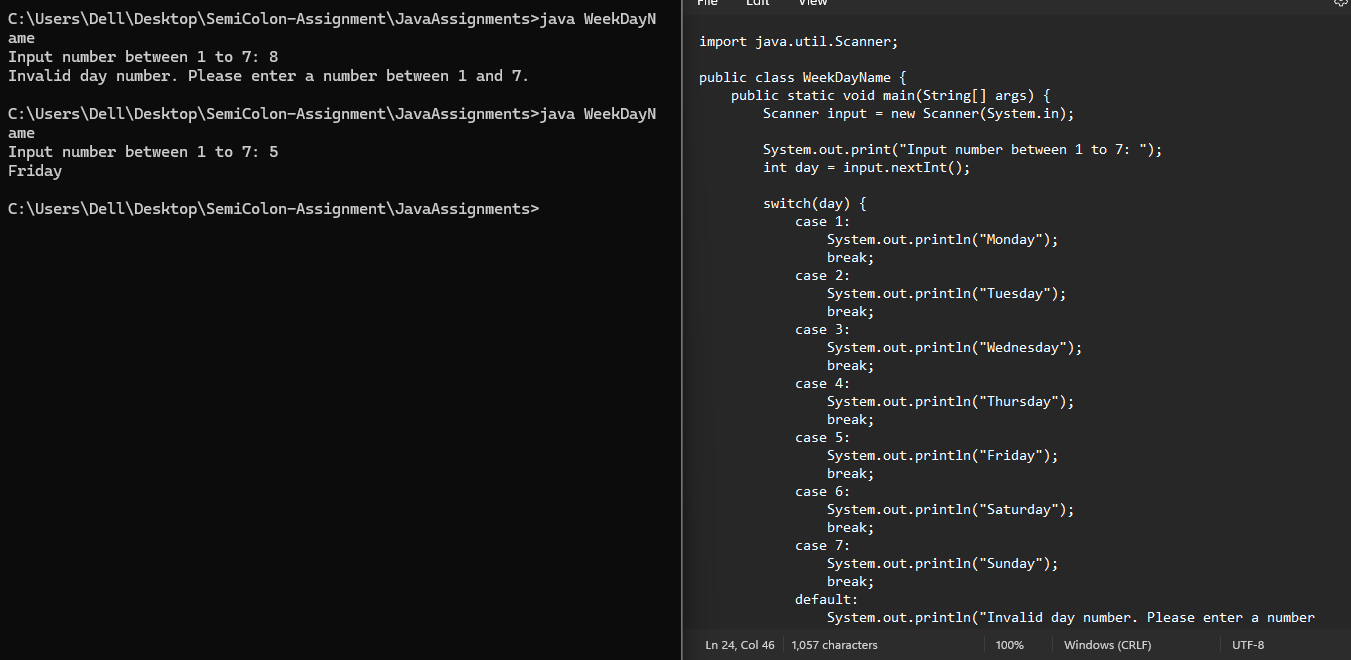 C:\Users\Dell\Desktop\SemiColon-Assignment\JavaAssignments>java WeekDayN
ame
Input number between 1 to 7: 8
Invalid day number. Please enter a number between 1 and 7.
C:\Users\Dell\Desktop\SemiColon-Assignment\JavaAssignments>java WeekDayN
ame
Input number between 1 to 7: 5
Friday
C:\Users\Dell\Desktop\SemiColon-Assignment\JavaAssignments>
File Edit View
import java.util.Scanner;
public class WeekDayName {
    public static void main(String[] args) {
        Scanner input = new Scanner(System.in);
        System.out.print("Input number between 1 to 7: ");
        int day = input.nextInt();
        switch(day) {
            case 1:
                System.out.println("Monday");
                break;
            case 2:
                System.out.println("Tuesday");
                break;
            case 3:
                System.out.println("Wednesday");
                break;
            case 4:
                System.out.println("Thursday");
                break;
            case 5:
                System.out.println("Friday");
                break;
            case 6:
                System.out.println("Saturday");
                break;
            case 7:
                System.out.println("Sunday");
                break;
            default:
                System.out.println("Invalid day number. Please enter a number
Ln 24, Col 46 1,057 characters 100% Windows (CRLF) UTF-8